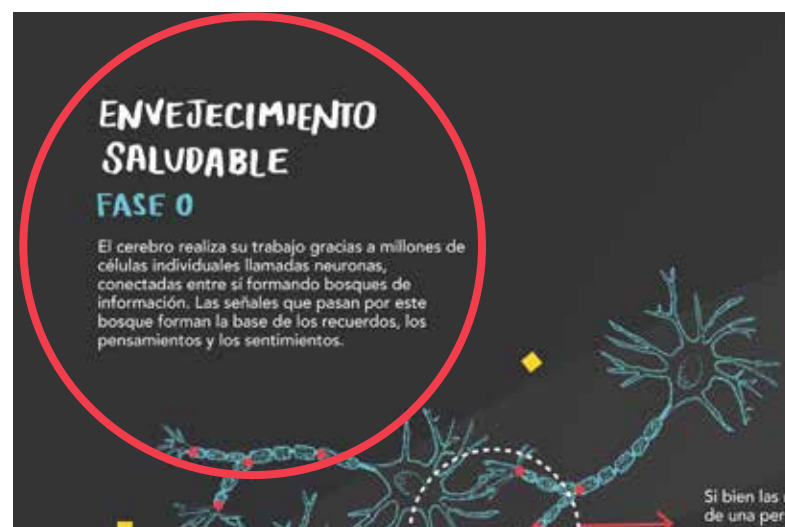 ENVEJECIMIENTO
SALUDABLE
FASE 0
El cerebro realiza su trabajo gracias a millones de
células individuales llamadas neuronas,
conectadas entre sí formando bosques de
información. Las señales que pasan por este
bosque forman la base de los recuerdos, los
pensamientos y los sentimientos.
Si bien las
de una per